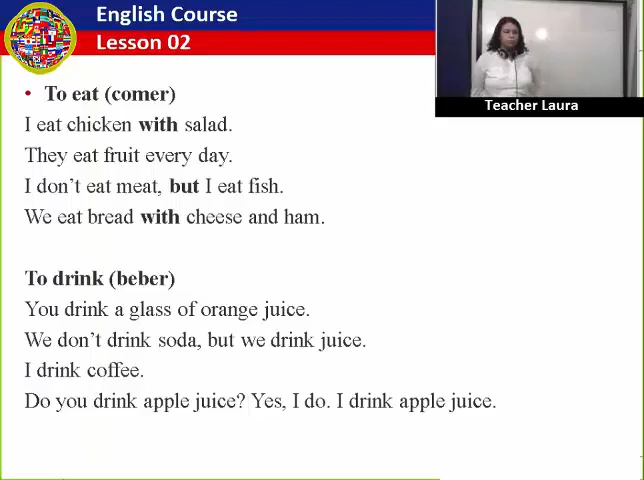 English Course
Lesson 02
Teacher Laura
• To eat (comer)
I eat chicken with salad.
They eat fruit every day.
I don't eat meat, but I eat fish.
We eat bread with cheese and ham.
To drink (beber)
You drink a glass of orange juice.
We don't drink soda, but we drink juice.
I drink coffee.
Do you drink apple juice? Yes, I do. I drink apple juice.